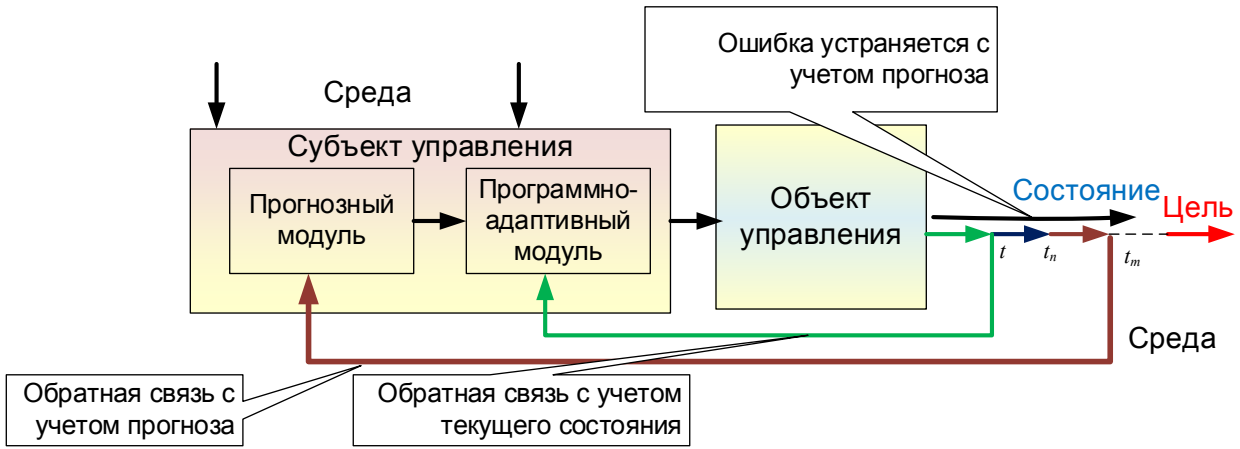 Ошибка устраняется с
учетом прогноза
Среда
Субъект управления
Прогнозный
модуль
Программно-
адаптивный
модуль
Объект
управления
Состояние
Цель
t
tₙ
tₘ
Среда
Обратная связь с
учетом прогноза
Обратная связь с учетом
текущего состояния